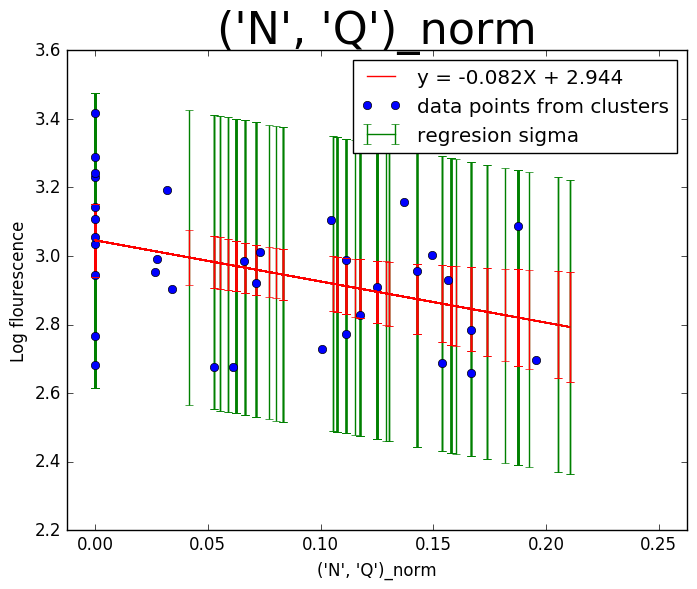 ('N', 'Q')_norm
y = -0.082X + 2.944
data points from clusters
regresion sigma
Log flourescence
3.6
3.4
3.2
3.0
2.8
2.6
2.4
2.2
0.00 0.05 0.10 0.15 0.20 0.25
('N', 'Q')_norm